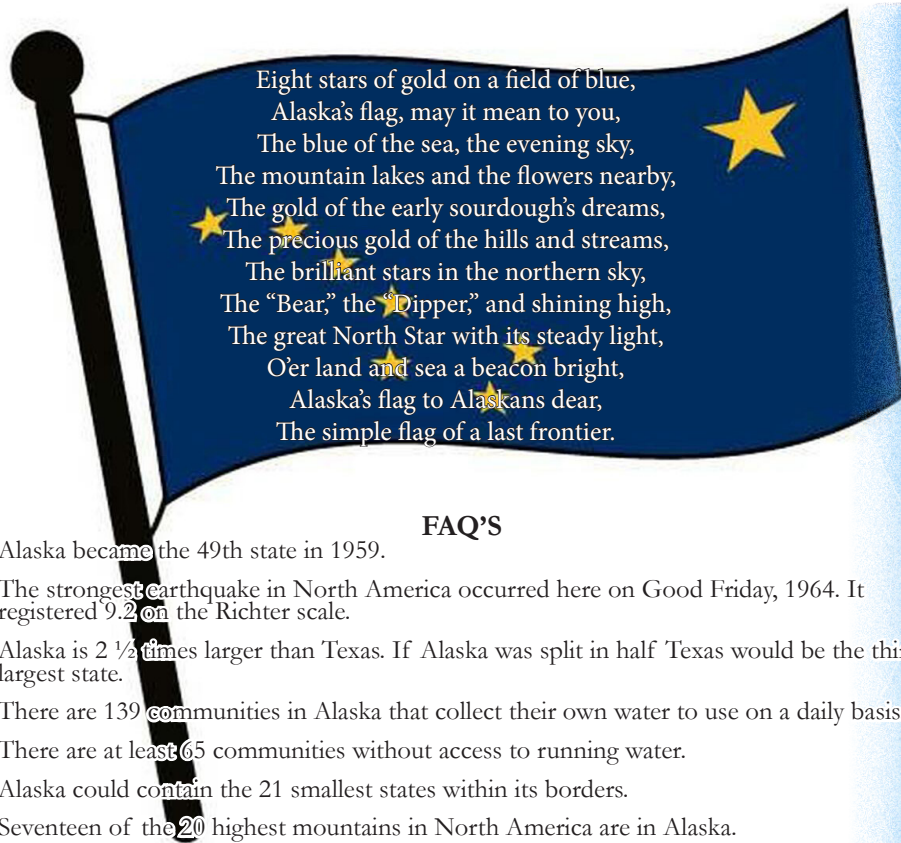 Eight stars of gold on a field of blue,
Alaska’s flag, may it mean to you,
The blue of the sea, the evening sky,
The mountain lakes and the flowers nearby,
The gold of the early sourdough’s dreams,
The precious gold of the hills and streams,
The brilliant stars in the northern sky,
The “Bear,” the “Dipper,” and shining high,
The great North Star with its steady light,
O’er land and sea a beacon bright,
Alaska’s flag to Alaskans dear,
The simple flag of a last frontier.
FAQ’S
Alaska became the 49th state in 1959.
The strongest earthquake in North America occurred here on Good Friday, 1964. It
registered 9.2 on the Richter scale.
Alaska is 2 ½ times larger than Texas. If Alaska was split in half Texas would be the thi
largest state.
There are 139 communities in Alaska that collect their own water to use on a daily basis
There are at least 65 communities without access to running water.
Alaska could contain the 21 smallest states within its borders.
Seventeen of the 20 highest mountains in North America are in Alaska.